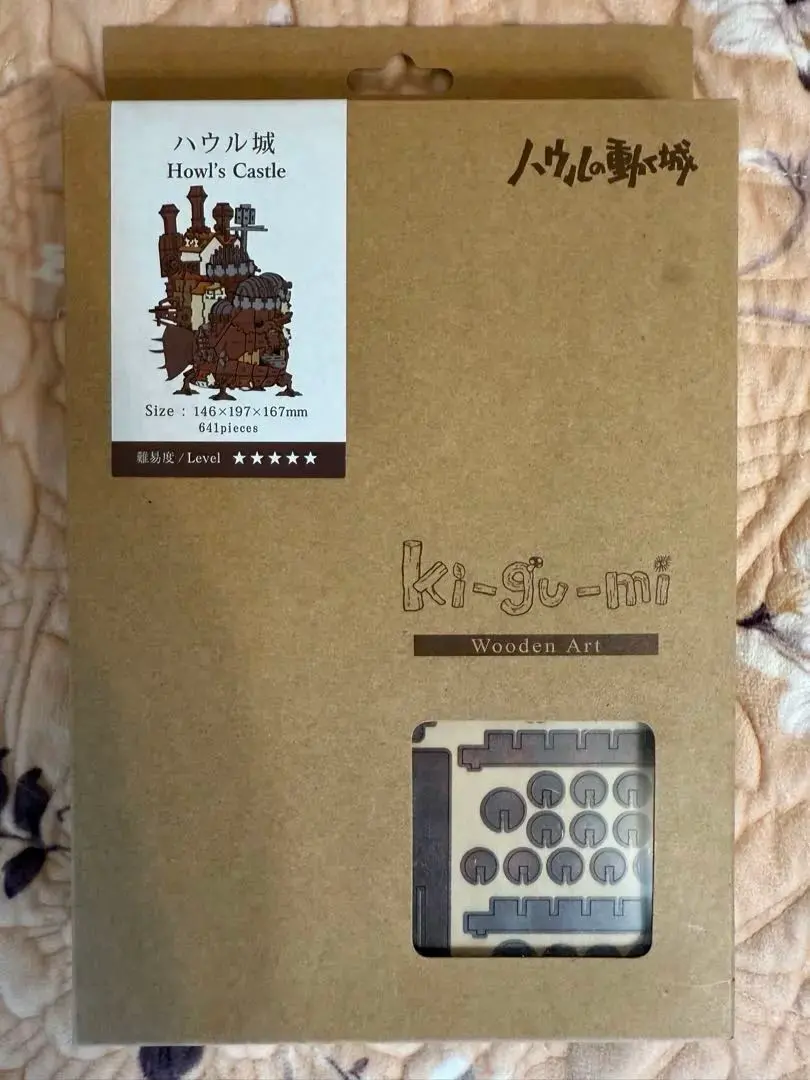 ハウル城
Howl's Castle
Size : 146×197×167mm
641pieces
難易度/Level ★★★★★
ハウルの動く城
ki-gu-mi
Wooden Art